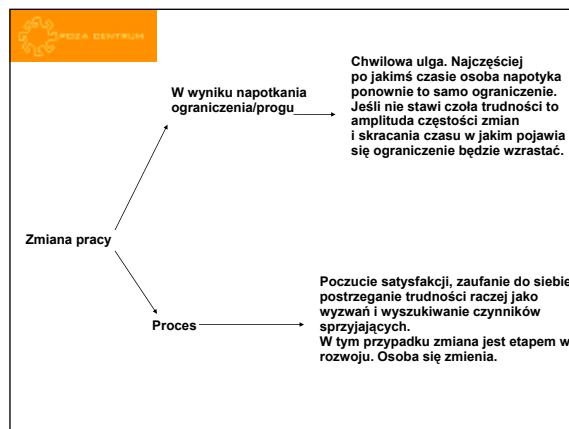 POZA CENTRUM
W wyniku napotkania
ograniczenia/progu
Chwilowa ulga. Najczęściej
po jakimś czasie osoba napotyka
ponownie to samo ograniczenie.
Jeśli nie stawi czoła trudności to
amplituda częstości zmian
i skracania czasu w jakim pojawia
się ograniczenie będzie wzrastać.
Zmiana pracy
Proces
Poczucie satysfakcji, zaufanie do siebie
postrzeganie trudności raczej jako
wyzwań i wyszukiwanie czynników
sprzyjających.
W tym przypadku zmiana jest etapem w
rozwoju. Osoba się zmienia.